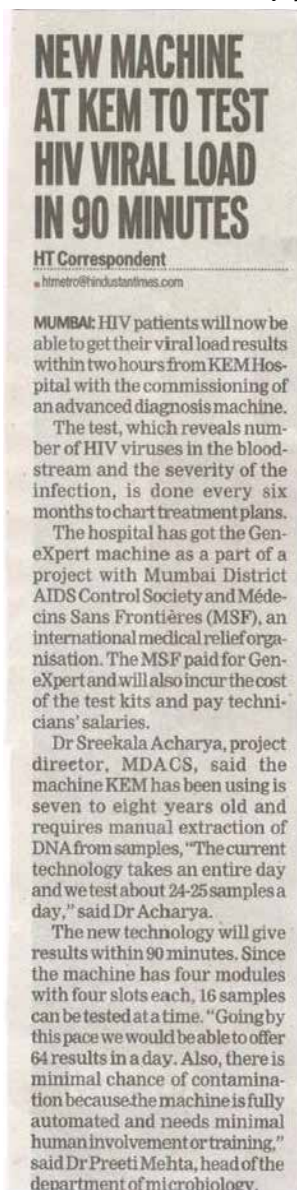 NEW MACHINE
AT KEM TO TEST
HIV VIRAL LOAD
IN 90 MINUTES
HT Correspondent
htmetro@hindustantimes.com
MUMBAI: HIV patients will now be
able to get their viral load results
within two hours from KEM Hos-
pital with the commissioning of
an advanced diagnosis machine.
The test, which reveals num-
ber of HIV viruses in the blood-
stream and the severity of the
infection, is done every six
months to chart treatment plans.
The hospital has got the Gen-
eXpert machine as a part of a
project with Mumbai District
AIDS Control Society and Méde-
cins Sans Frontières (MSF), an
international medical relief orga-
nisation. The MSF paid for Gen-
eXpert and will also incur the cost
of the test kits and pay techni-
cians' salaries.
Dr Sreekala Acharya, project
director, MDACS, said the
machine KEM has been using is
seven to eight years old and
requires manual extraction of
DNA from samples, "The current
technology takes an entire day
and we test about 24-25 samples a
day," said Dr Acharya.
The new technology will give
results within 90 minutes. Since
the machine has four modules
with four slots each, 16 samples
can be tested at a time. "Going by
this pace we would be able to offer
64 results in a day. Also, there is
minimal chance of contamina-
tion because the machine is fully
automated and needs minimal
human involvement or training,"
said Dr Preeti Mehta, head of the
department of microbiology.